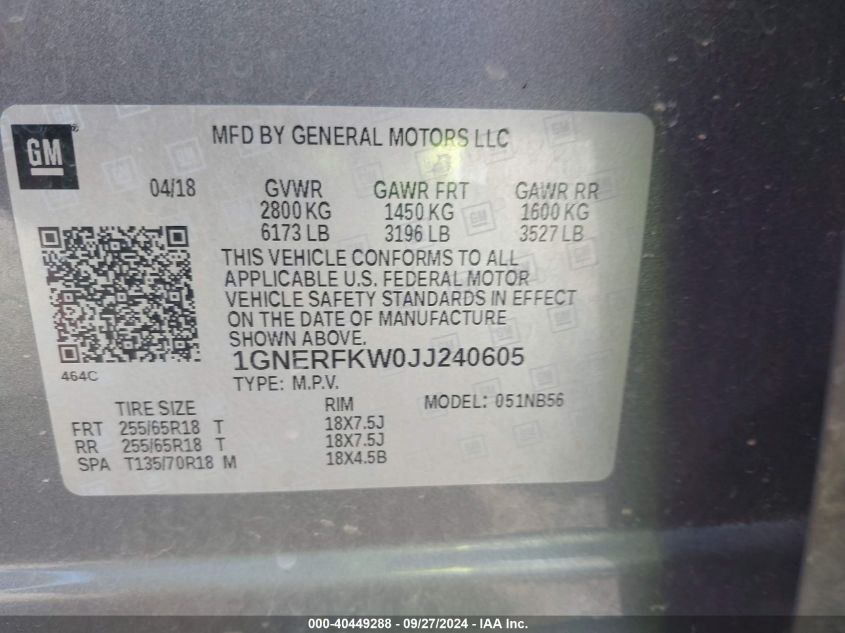 GM
MFD BY GENERAL MOTORS LLC
04/18 GVWR GAWR FRT GAWR RR
2800 KG 1450 KG 1600 KG
6173 LB 3196 LB 3527 LB
THIS VEHICLE CONFORMS TO ALL
APPLICABLE U.S. FEDERAL MOTOR
VEHICLE SAFETY STANDARDS IN EFFECT
ON THE DATE OF MANUFACTURE
SHOWN ABOVE.
1GNERFKW0JJ240605
464C
TYPE: M.P.V.
TIRE SIZE RIM MODEL: 051NB56
FRT 255/65R18 T 18X7.5J
RR 255/65R18 T 18X7.5J
SPA T135/70R18 M 18X4.5B
000-40449288 - 09/27/2024 - IAA Inc.